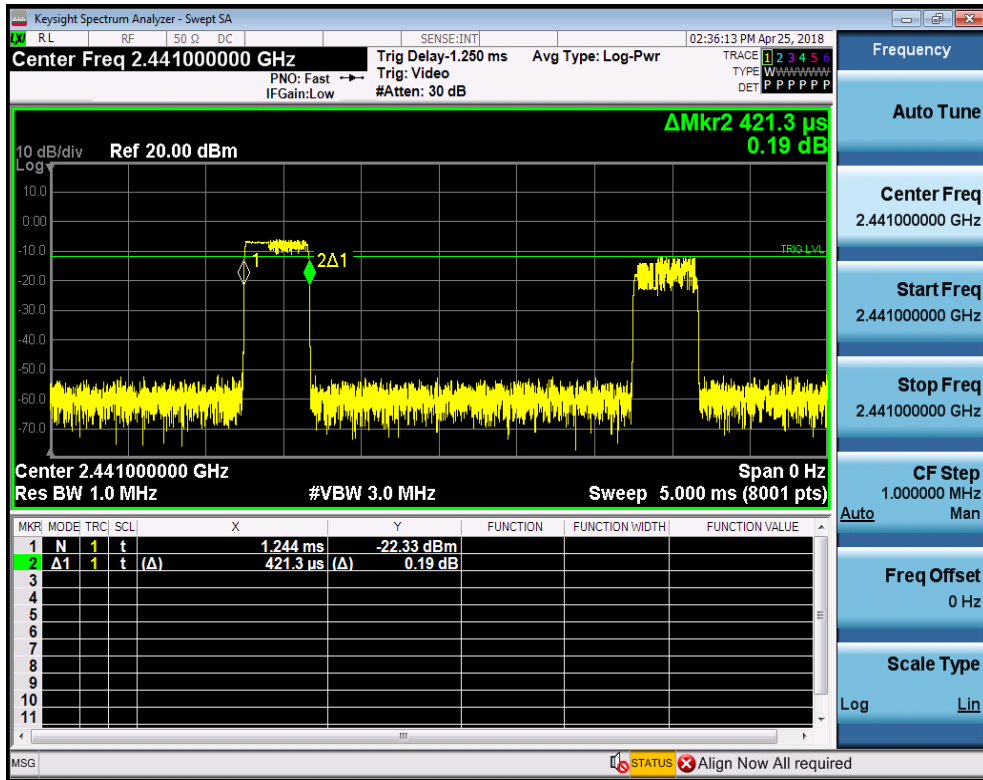 Keysight Spectrum Analyzer - Swept SA
LXI RL RF 50 Ω DC SENSE:INT 02:36:13 PM Apr 25, 2018
Center Freq 2.441000000 GHz
PNO: Fast
IFGain:Low
Trig Delay-1.250 ms
Trig: Video
#Atten: 30 dB
Avg Type: Log-Pwr
TRACE 1 2 3 4 5 6
TYPE WWWWWW
DET P P P P P P
ΔMkr2 421.3 µs
0.19 dB
10 dB/div Ref 20.00 dBm
Log
10.0
0.00
-10.0
-20.0
-30.0
-40.0
-50.0
-60.0
-70.0
TRIG LVL
1
2Δ1
Center 2.441000000 GHz Span 0 Hz
Res BW 1.0 MHz #VBW 3.0 MHz Sweep 5.000 ms (8001 pts)
MKR MODE TRC SCL X Y FUNCTION FUNCTION WIDTH FUNCTION VALUE
1 N 1 t 1.244 ms -22.33 dBm
2 Δ1 1 t (Δ) 421.3 µs (Δ) 0.19 dB
3
4
5
6
7
8
9
10
11
MSG STATUS Align Now All required
Frequency
Auto Tune
Center Freq
2.441000000 GHz
Start Freq
2.441000000 GHz
Stop Freq
2.441000000 GHz
CF Step
1.000000 MHz
Auto Man
Freq Offset
0 Hz
Scale Type
Log Lin